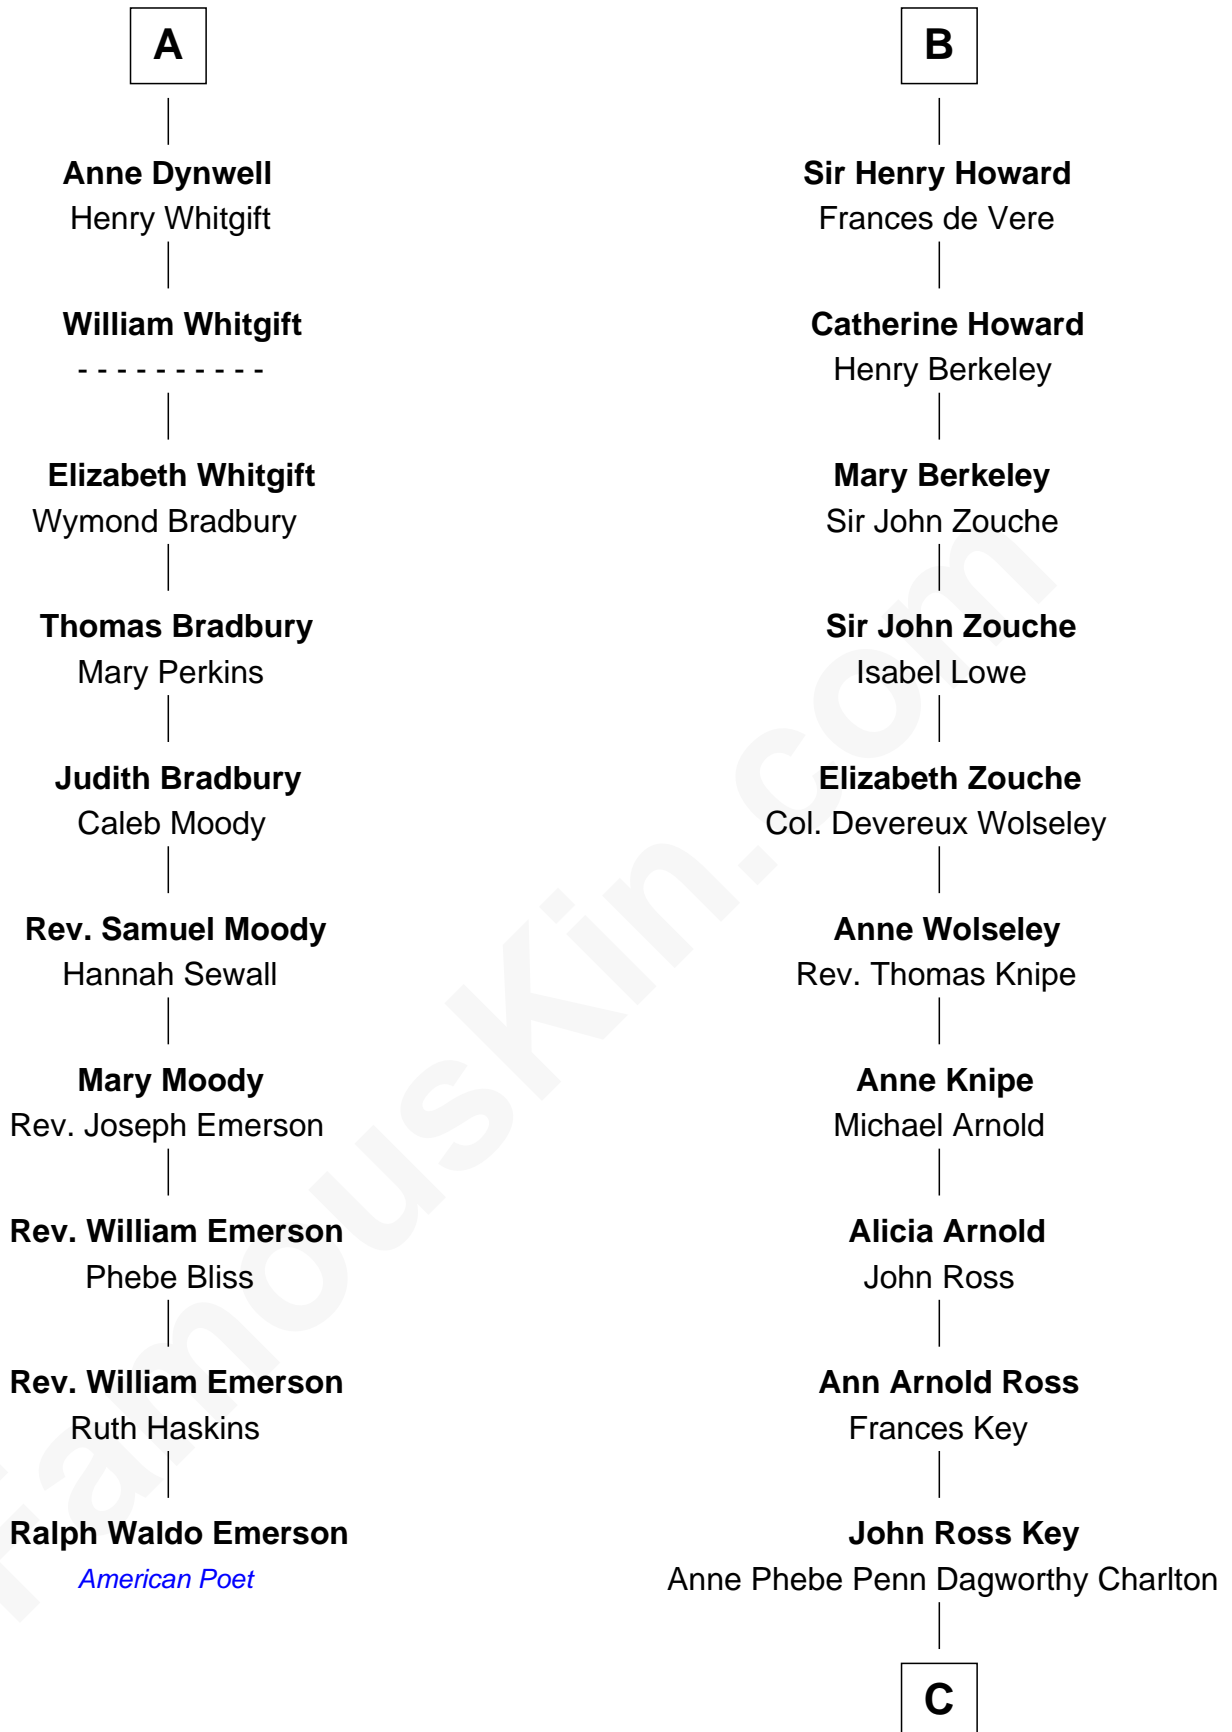 A
Anne Dynwell
Henry Whitgift
William Whitgift
- - - - - - - - - -
Elizabeth Whitgift
Wymond Bradbury
Thomas Bradbury
Mary Perkins
Judith Bradbury
Caleb Moody
Rev. Samuel Moody
Hannah Sewall
Mary Moody
Rev. Joseph Emerson
Rev. William Emerson
Phebe Bliss
Rev. William Emerson
Ruth Haskins
Ralph Waldo Emerson
American Poet
B
Sir Henry Howard
Frances de Vere
Catherine Howard
Henry Berkeley
Mary Berkeley
Sir John Zouche
Sir John Zouche
Isabel Lowe
Elizabeth Zouche
Col. Devereux Wolseley
Anne Wolseley
Rev. Thomas Knipe
Anne Knipe
Michael Arnold
Alicia Arnold
John Ross
Ann Arnold Ross
Frances Key
John Ross Key
Anne Phebe Penn Dagworthy Charlton
C
FamousKin.com